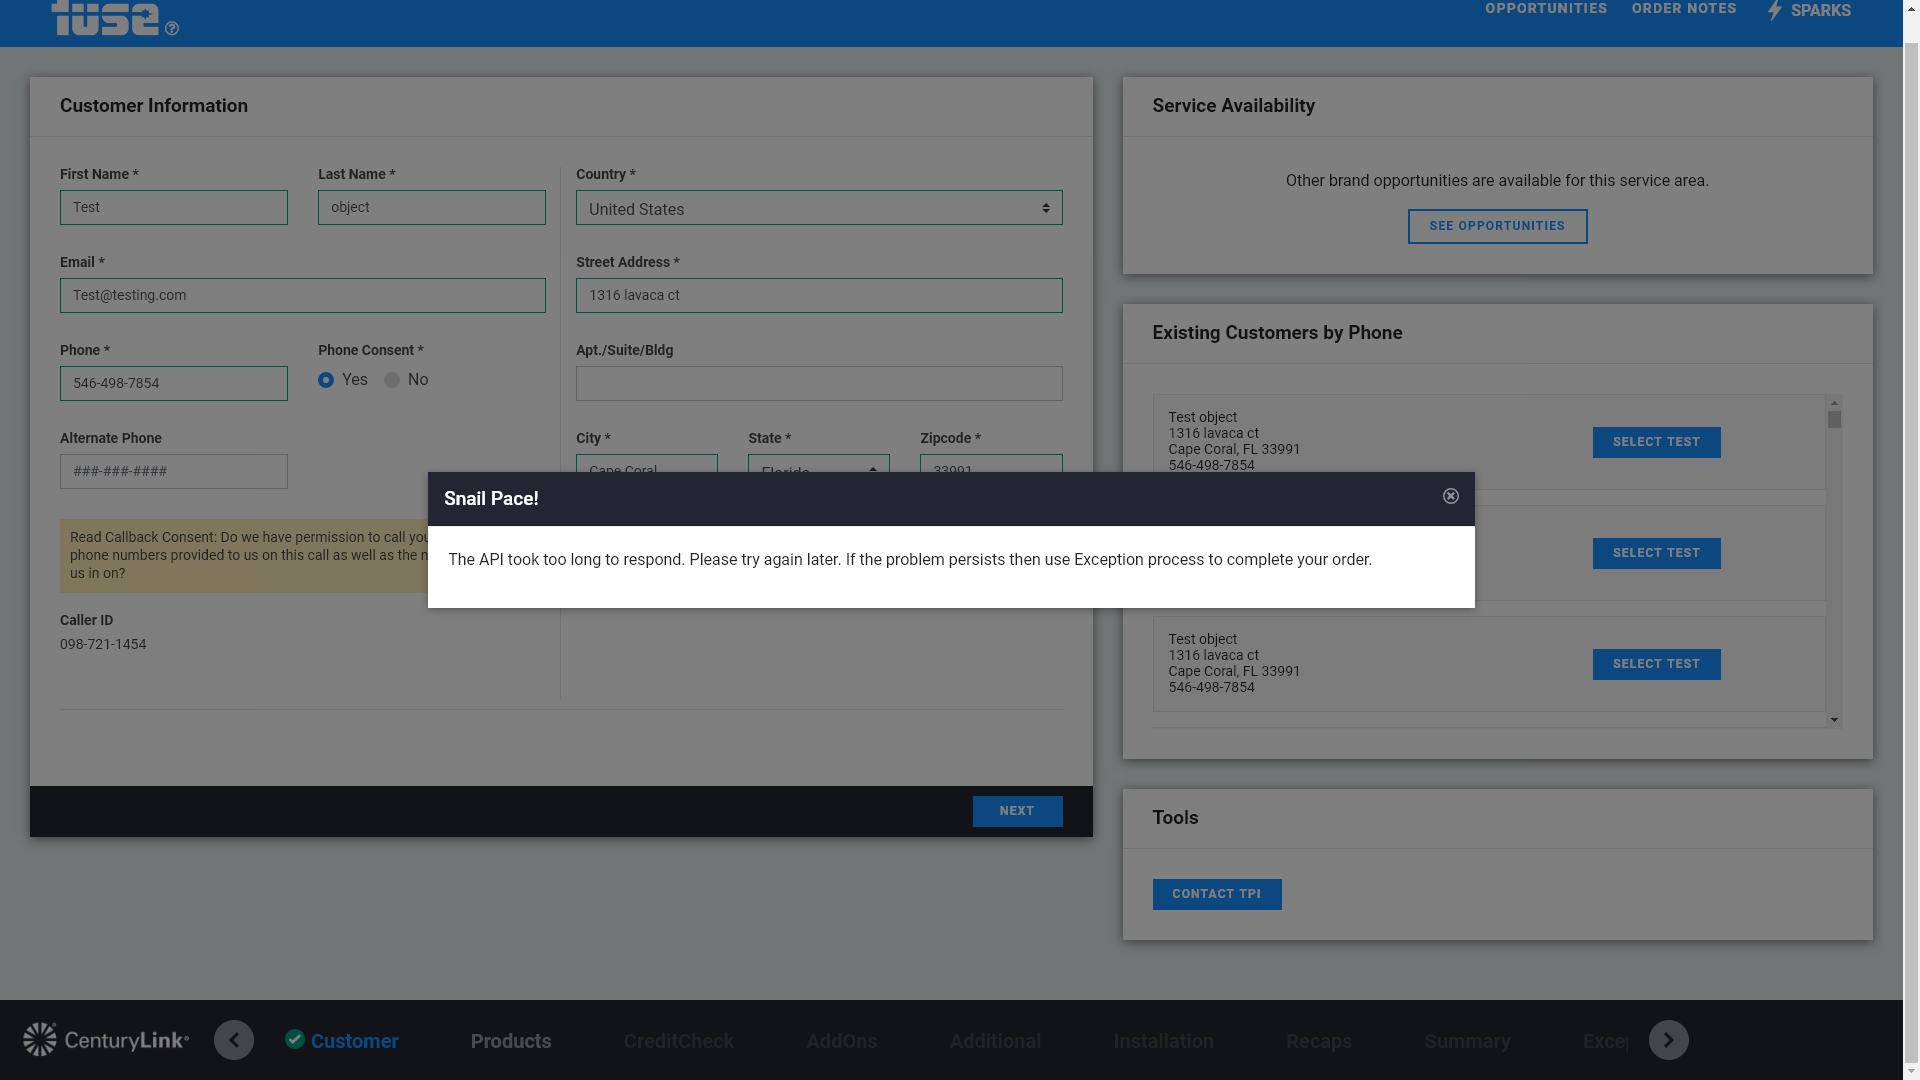 fuse
OPPORTUNITIES
ORDER NOTES
SPARKS
Customer Information
First Name *
Last Name *
Test
object
Email *
Test@testing.com
Phone *
Phone Consent *
546-498-7854
Yes
No
Alternate Phone
###-###-####
Read Callback Consent: Do we have permission to call you
phone numbers provided to us on this call as well as the
us in on?
Caller ID
098-721-1454
Country *
United States
Street Address *
1316 lavaca ct
Apt./Suite/Bldg
City *
State *
Zipcode *
Cape Coral
Florida
33991
NEXT
Snail Pace!
The API took too long to respond. Please try again later. If the problem persists then use Exception process to complete your order.
Service Availability
Other brand opportunities are available for this service area.
SEE OPPORTUNITIES
Existing Customers by Phone
Test object
1316 lavaca ct
Cape Coral, FL 33991
546-498-7854
SELECT TEST
SELECT TEST
Test object
1316 lavaca ct
Cape Coral, FL 33991
546-498-7854
SELECT TEST
Tools
CONTACT TPI
CenturyLink®
Customer
Products
CreditCheck
AddOns
Additional
Installation
Recaps
Summary